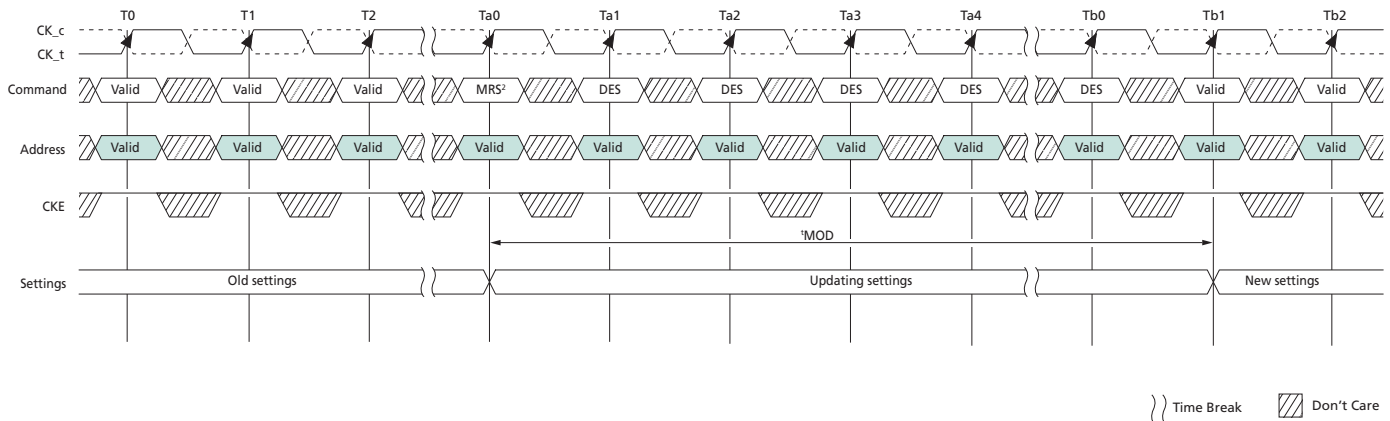 T0 T1 T2 Ta0 Ta1 Ta2 Ta3 Ta4 Tb0 Tb1 Tb2
CK_c
CK_t
Command Valid Valid Valid MRS² DES DES DES DES DES Valid Valid
Address Valid Valid Valid Valid Valid Valid Valid Valid Valid Valid Valid
CKE
ᵗMOD
Settings Old settings Updating settings New settings
Time Break Don’t Care